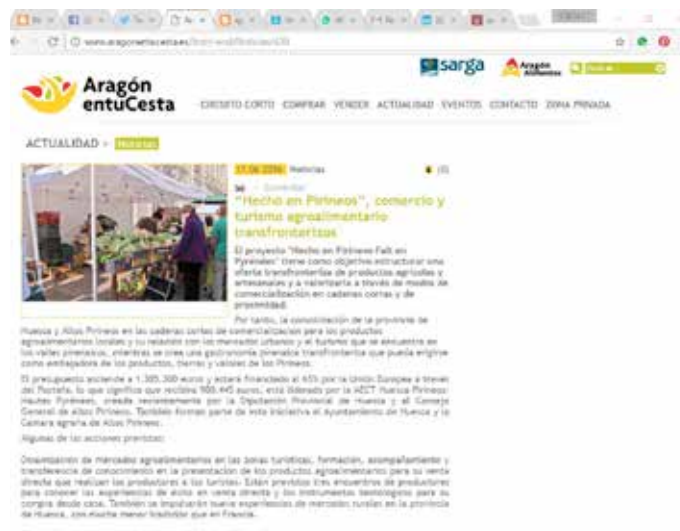 www.aragonentucesta.es
sarga
Aragón Alimentos
Aragón
entuCesta
CIRCUITO CORTO COMPRAR VENDER ACTUALIDAD EVENTOS CONTACTO ZONA PRIVADA
ACTUALIDAD > Noticias
Noticias (0)
Comentar
"Hecho en Pirineos", comercio y
turismo agroalimentario
transfronterizos
El proyecto "Hecho en Pirineos-Fait en
Pyrénées" tiene como objetivo estructurar una
oferta transfronteriza de productos agrícolas y
artesanales y a valorizarla a través de modos de
comercialización en cadenas cortas y de
proximidad.
Por tanto, la consolidación de la provincia de
Huesca y Altos Pirineos en las cadenas cortas de comercialización para los productos
agroalimentarios locales y su relación con los mercados urbanos y el turismo que se encuentra en
los valles pirenaicos, mientras se crea una gastronomía pirenaica transfronteriza que pueda erigirse
como embajadora de los productos, tierras y valores de los Pirineos.
El presupuesto asciende a 1.385.300 euros y estará financiado al 65% por la Unión Europea a través
del Poctefa, lo que significa que recibirá 900.445 euros, está liderado por la AECT Huesca Pirineos-
Hautes Pyrénées, creada recientemente por la Diputación Provincial de Huesca y el Consejo
General de Altos Pirineos. También forman parte de esta iniciativa el Ayuntamiento de Huesca y la
Cámara agraria de Altos Pirineos.
Algunas de las acciones previstas:
Dinamización de mercados agroalimentarios en las zonas turísticas, formación, acompañamiento y
transferencia de conocimiento en la presentación de los productos agroalimentarios para su venta
directa que realizan los productores a los turistas. Están previstos tres encuentros de productores
para conocer las experiencias de éxito en venta directa y los instrumentos tecnológicos para su
compra desde casa. También se impulsarán nueve experiencias de mercados rurales en la provincia
de Huesca, con mucha menor tradición que en Francia.